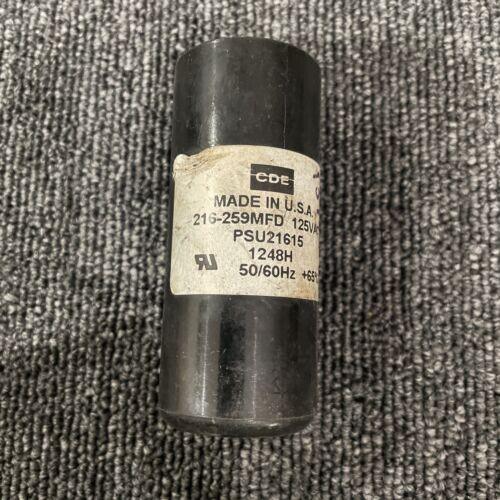 CDE
MADE IN U.S.A.
216-259MFD 125VA
PSU21615
1248H
50/60Hz +65